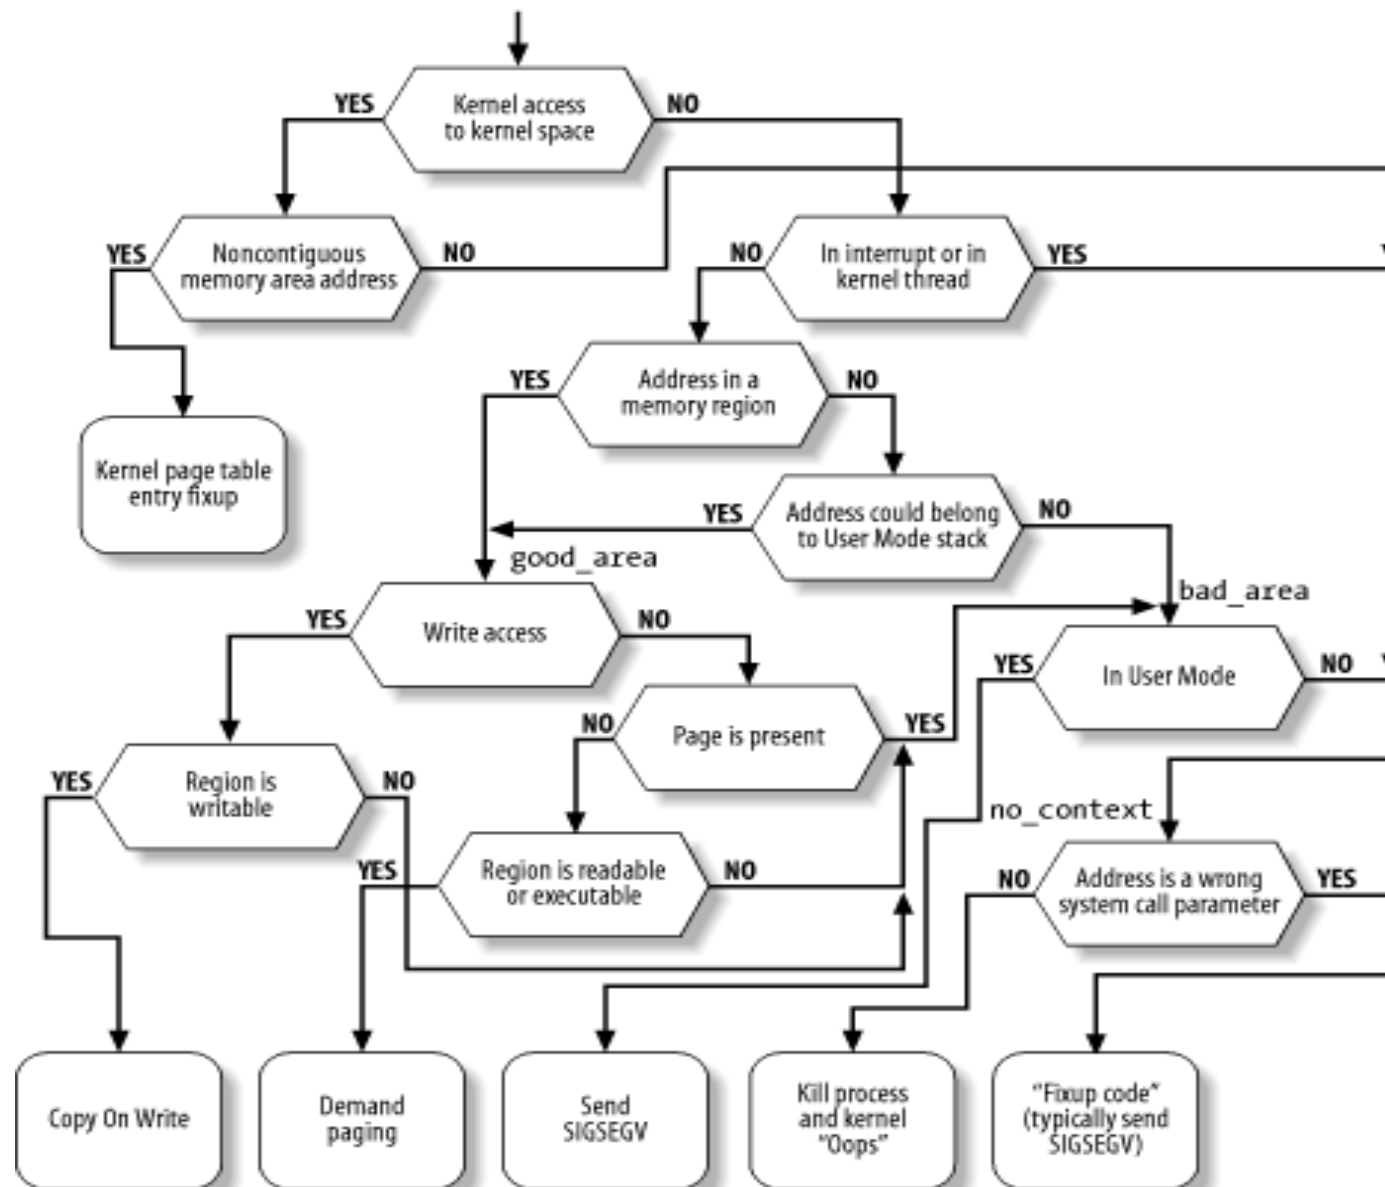 Kernel access
to kernel space
YES
NO
Noncontiguous
memory area address
YES
NO
In interrupt or in
kernel thread
NO
YES
Address in a
memory region
YES
NO
Kernel page table
entry fixup
Address could belong
to User Mode stack
YES
NO
good_area
bad_area
Write access
YES
NO
In User Mode
YES
NO
Page is present
NO
YES
Region is
writable
YES
NO
no_context
Region is readable
or executable
YES
NO
Address is a wrong
system call parameter
NO
YES
Copy On Write
Demand
paging
Send
SIGSEGV
Kill process
and kernel
“Oops”
“Fixup code”
(typically send
SIGSEGV)